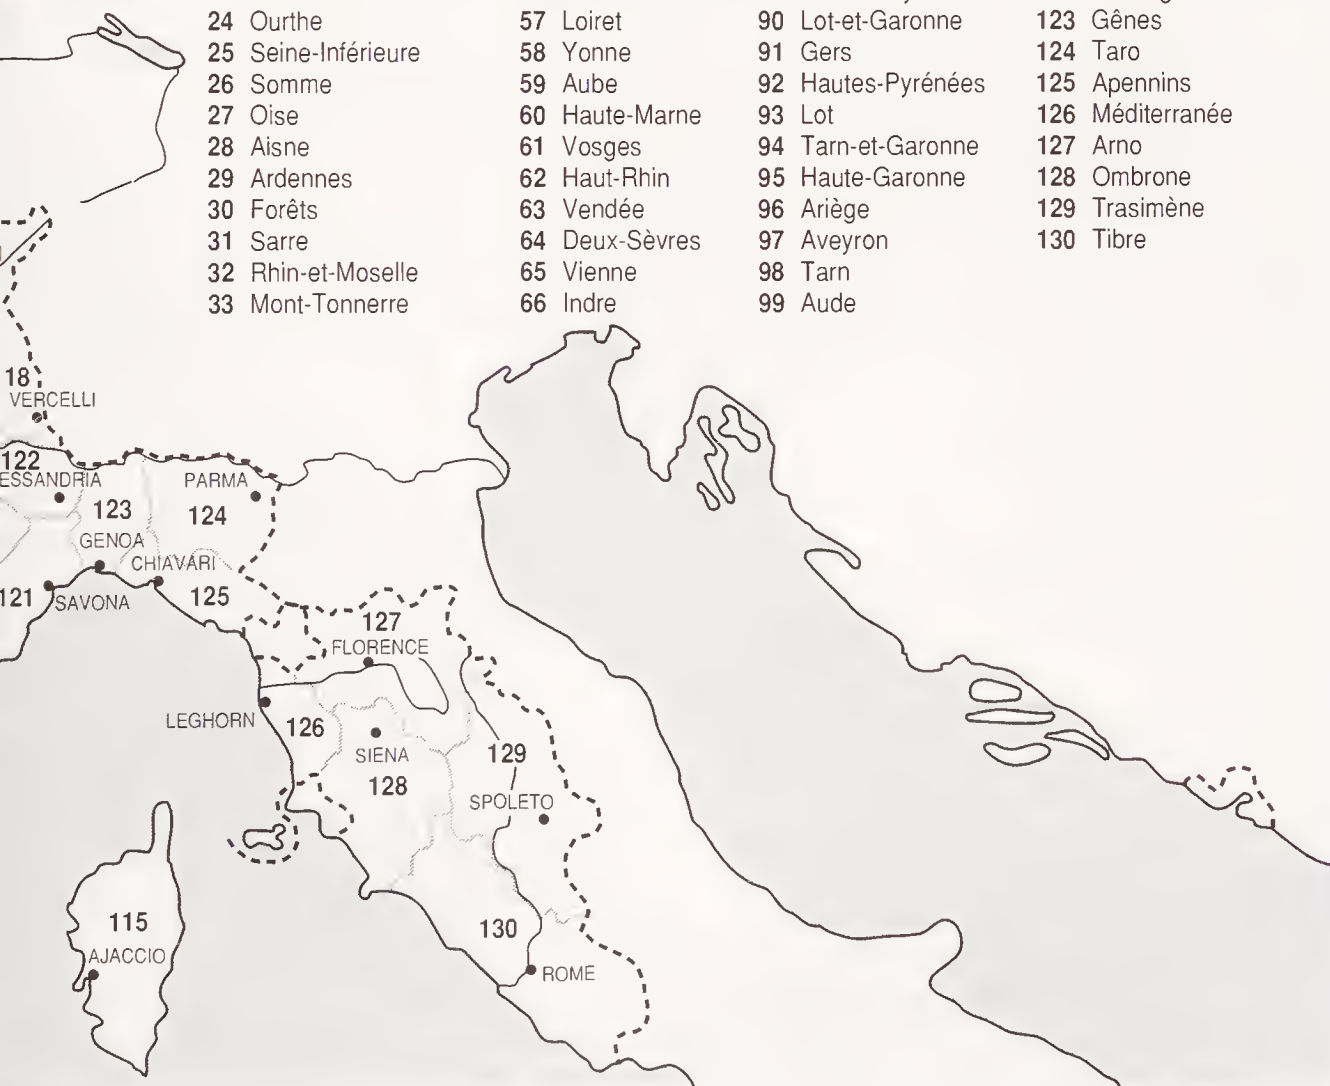 24 Ourthe
25 Seine-Inférieure
26 Somme
27 Oise
28 Aisne
29 Ardennes
30 Forêts
31 Sarre
32 Rhin-et-Moselle
33 Mont-Tonnerre
57 Loiret
58 Yonne
59 Aube
60 Haute-Marne
61 Vosges
62 Haut-Rhin
63 Vendée
64 Deux-Sèvres
65 Vienne
66 Indre
90 Lot-et-Garonne
91 Gers
92 Hautes-Pyrénées
93 Lot
94 Tarn-et-Garonne
95 Haute-Garonne
96 Ariège
97 Aveyron
98 Tarn
99 Aude
123 Gênes
124 Taro
125 Apennins
126 Méditerranée
127 Arno
128 Ombrone
129 Trasimène
130 Tibre
18
VERCELLI
122
ESSANDRIA
PARMA
123
124
GENOA
CHIAVARI
121
SAVONA
125
127
FLORENCE
LEGHORN
126
SIENA
129
128
SPOLETO
115
130
AJACCIO
ROME